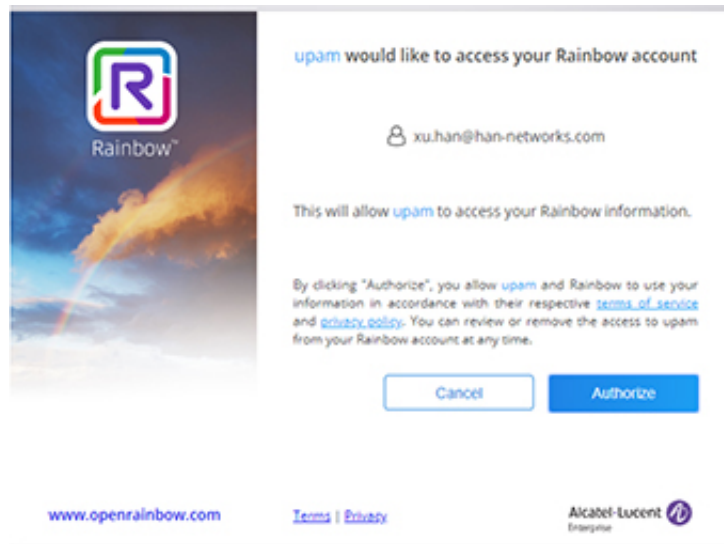 R
Rainbow™
upam would like to access your Rainbow account
xu.han@han-networks.com
This will allow upam to access your Rainbow information.
By clicking "Authorize", you allow upam and Rainbow to use your
information in accordance with their respective terms of service
and privacy policy. You can review or remove the access to upam
from your Rainbow account at any time.
Cancel
Authorize
www.openrainbow.com
Terms | Privacy
Alcatel·Lucent
Enterprise